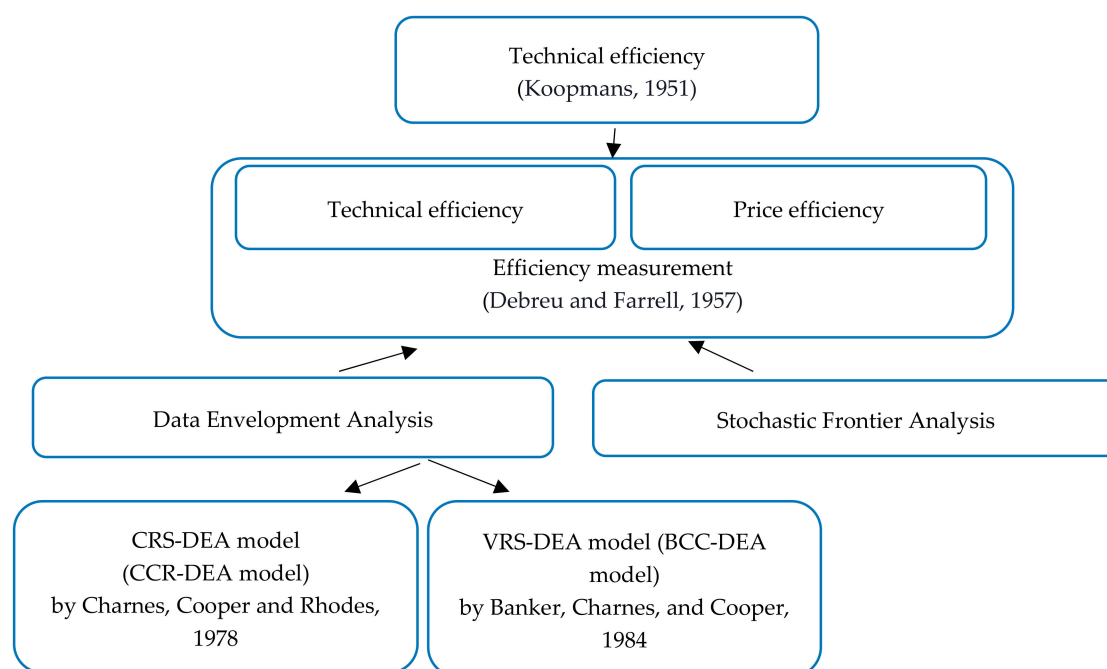 Technical efficiency
(Koopmans, 1951)
Technical efficiency
Price efficiency
Efficiency measurement
(Debreu and Farrell, 1957)
Data Envelopment Analysis
Stochastic Frontier Analysis
CRS-DEA model
(CCR-DEA model)
by Charnes, Cooper and Rhodes,
1978
VRS-DEA model (BCC-DEA
model)
by Banker, Charnes, and Cooper,
1984